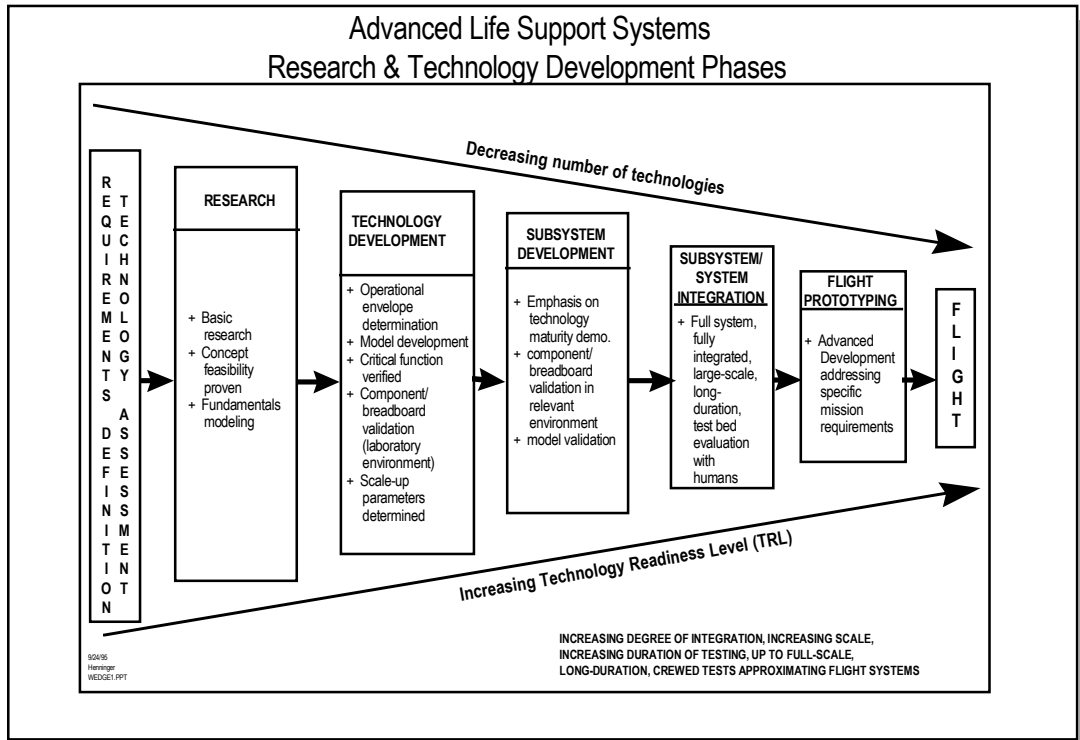 Advanced Life Support Systems
Research & Technology Development Phases
Decreasing number of technologies
REQUIREMENTS DEFINITION
TECHNOLOGY ASSESSMENT
RESEARCH
+ Basic
research
+ Concept
feasibility
proven
+ Fundamentals
modeling
TECHNOLOGY
DEVELOPMENT
+ Operational
envelope
determination
+ Model development
+ Critical function
verified
+ Component/
breadboard
validation
(laboratory
environment)
+ Scale-up
parameters
determined
SUBSYSTEM
DEVELOPMENT
+ Emphasis on
technology
maturity demo.
+ component/
breadboard
validation in
relevant
environment
+ model validation
SUBSYSTEM/
SYSTEM
INTEGRATION
+ Full system,
fully
integrated,
large-scale,
long-
duration,
test bed
evaluation
with
humans
FLIGHT
PROTOTYPING
+ Advanced
Development
addressing
specific
mission
requirements
FLIGHT
Increasing Technology Readiness Level (TRL)
INCREASING DEGREE OF INTEGRATION, INCREASING SCALE,
INCREASING DURATION OF TESTING, UP TO FULL-SCALE,
LONG-DURATION, CREWED TESTS APPROXIMATING FLIGHT SYSTEMS
9/24/95
Henninger
WEDGE1.PPT